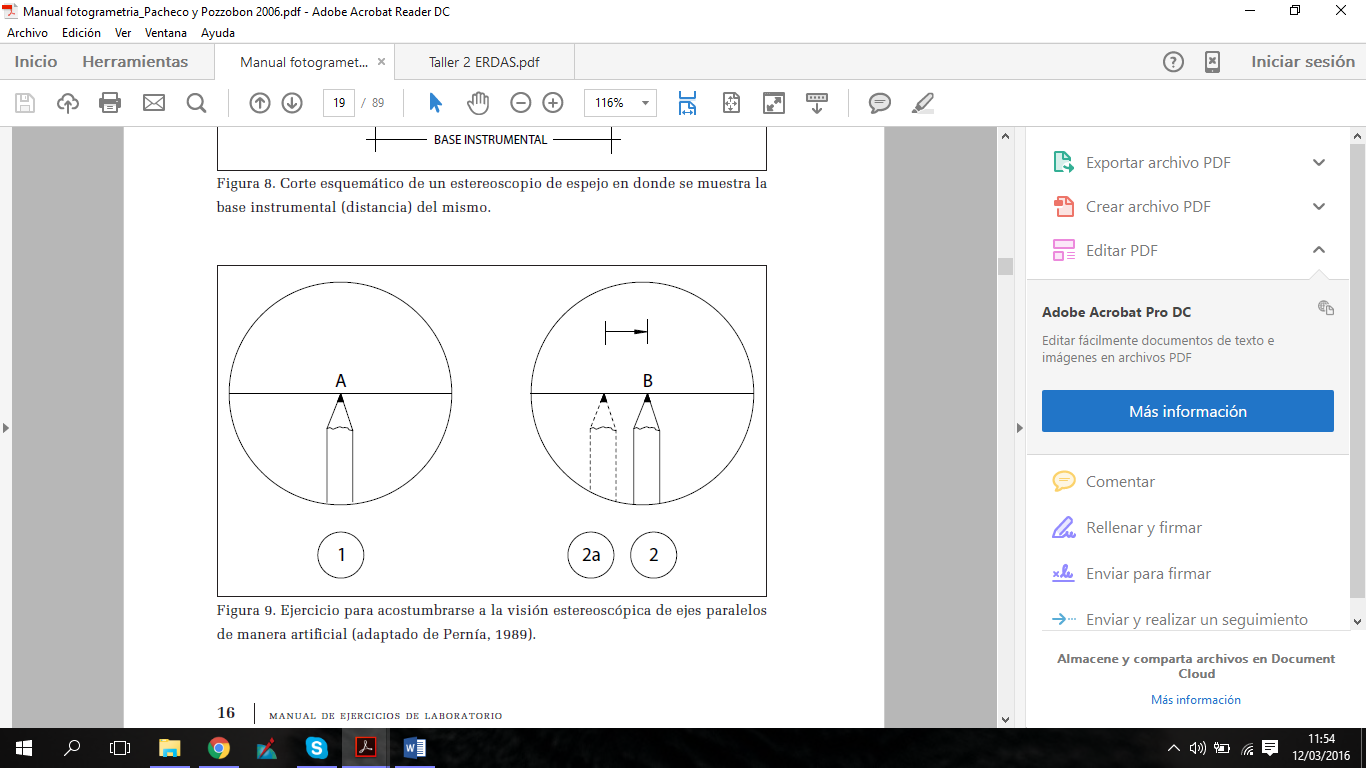 Manual fotogrametria_Pacheco y Pozzobon 2006.pdf - Adobe Acrobat Reader DC
Archivo Edición Ver Ventana Ayuda
Inicio Herramientas Manual fotogramet... × Taller 2 ERDAS.pdf Iniciar sesión
19 / 89 116%
BASE INSTRUMENTAL
Figura 8. Corte esquemático de un estereoscopio de espejo en donde se muestra la
base instrumental (distancia) del mismo.
A B
1 2a 2
Figura 9. Ejercicio para acostumbrarse a la visión estereoscópica de ejes paralelos
de manera artificial (adaptado de Pernía, 1989).
16 MANUAL DE EJERCICIOS DE LABORATORIO
Exportar archivo PDF
Crear archivo PDF
Editar PDF
Adobe Acrobat Pro DC
Editar fácilmente documentos de texto e
imágenes en archivos PDF
Más información
Comentar
Rellenar y firmar
Enviar para firmar
Enviar y realizar un seguimiento
Almacene y comparta archivos en Document
Cloud
Más información
11:54
12/03/2016